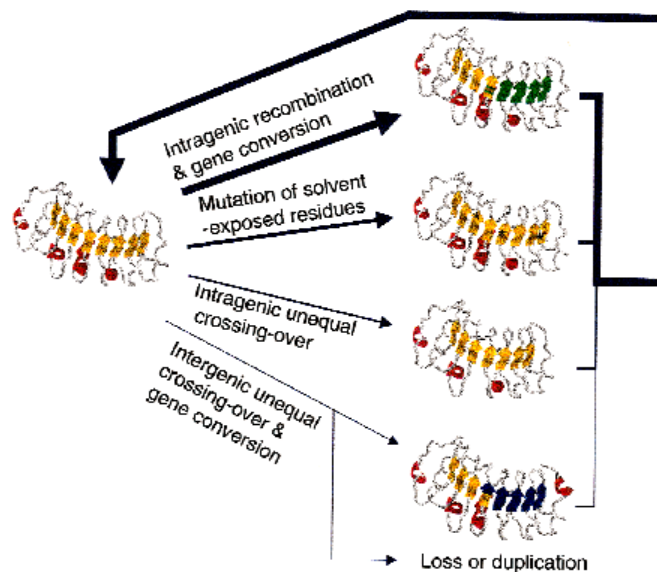 Intragenic recombination
& gene conversion
Mutation of solvent
-exposed residues
Intragenic unequal
crossing-over
Intergenic unequal
crossing-over &
gene conversion
Loss or duplication